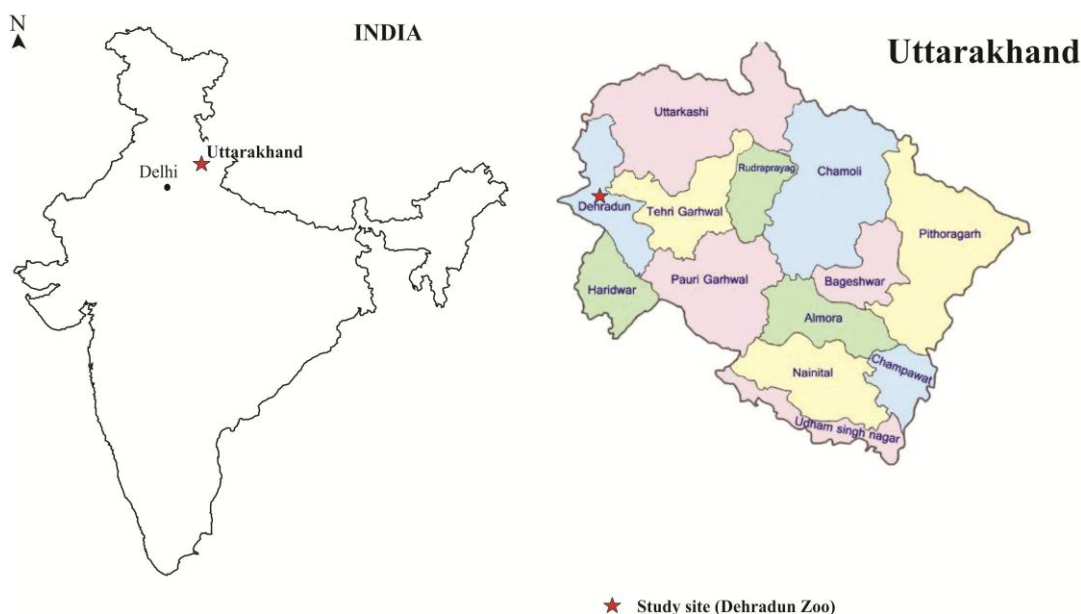 N
INDIA
Uttarakhand
Delhi
Uttarakhand
Uttarkashi
Rudraprayag
Chamoli
Dehradun
Tehri Garhwal
Pithoragarh
Haridwar
Pauri Garhwal
Bageshwar
Almora
Nainital
Champawat
Udham singh nagar
Study site (Dehradun Zoo)